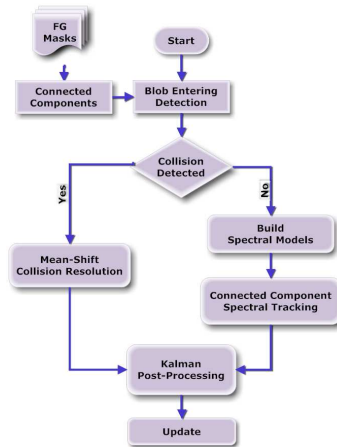 FG
Masks
Start
Connected
Components
Blob Entering
Detection
Collision
Detected
Yes
No
Build
Spectral Models
Mean-Shift
Collision Resolution
Connected Component
Spectral Tracking
Kalman
Post-Processing
Update